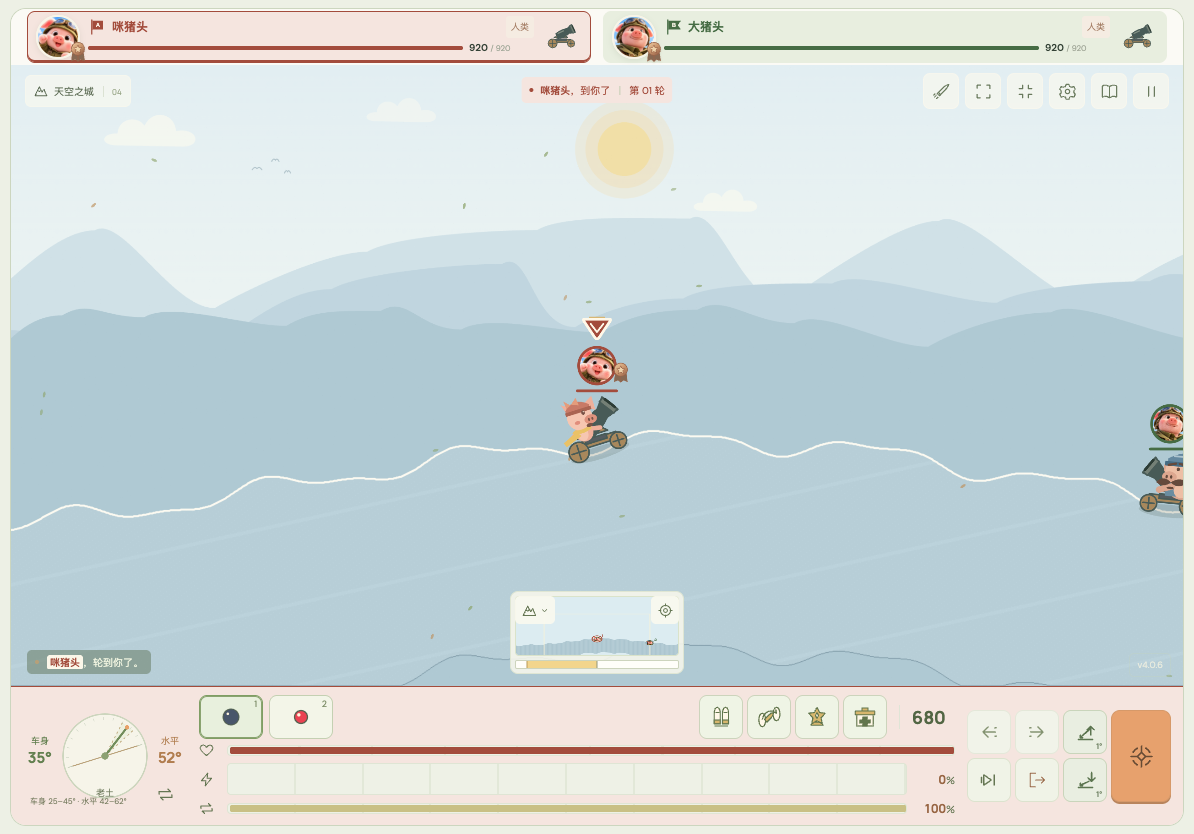 咪猪头
人类
920 / 920
大猪头
人类
920 / 920
天空之城 04
咪猪头，到你了 第 01 轮
咪猪头，轮到你了。
v4.0.6
车身
35°
水平
52°
老土
车身 25–45° · 水平 42–62°
1
2
680
0%
100%
1°
1°